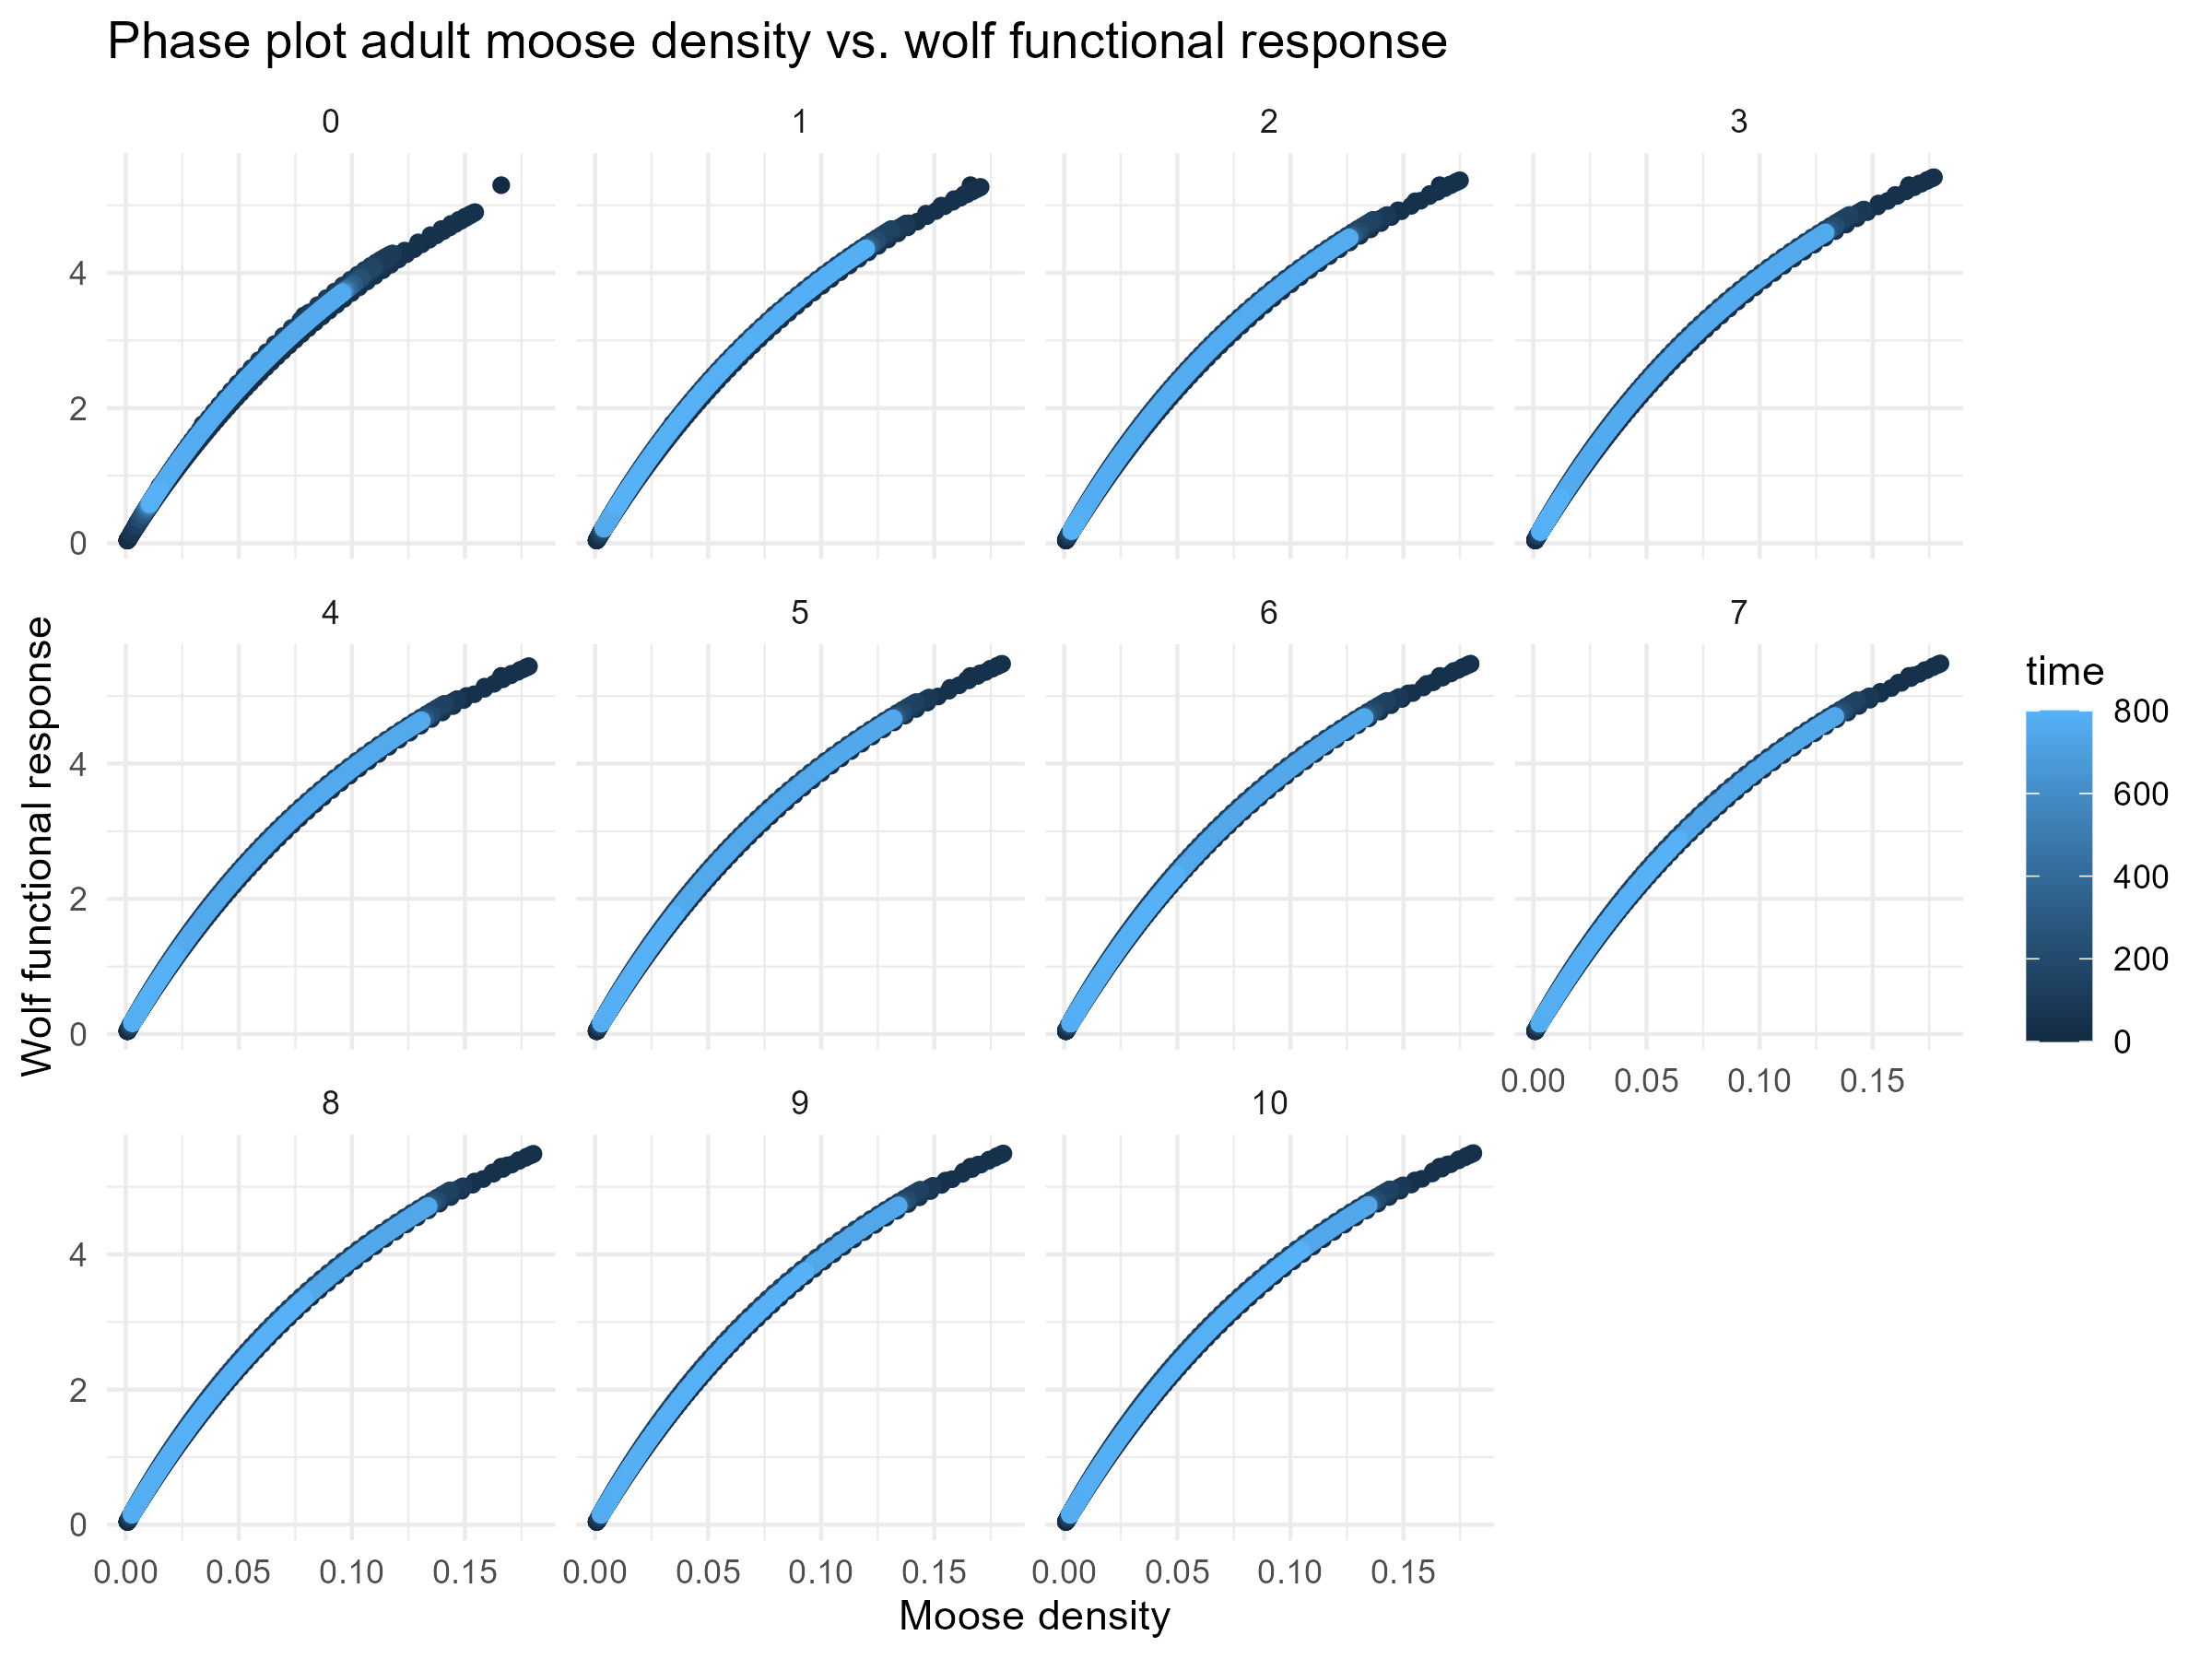 Phase plot adult moose density vs. wolf functional response
0 1 2 3
4
2
0
4 5 6 7
Wolf functional response
4
2
0
0.00 0.05 0.10 0.15
time
800
600
400
200
0
8 9 10
4
2
0
0.00 0.05 0.10 0.15 0.00 0.05 0.10 0.15 0.00 0.05 0.10 0.15
Moose density